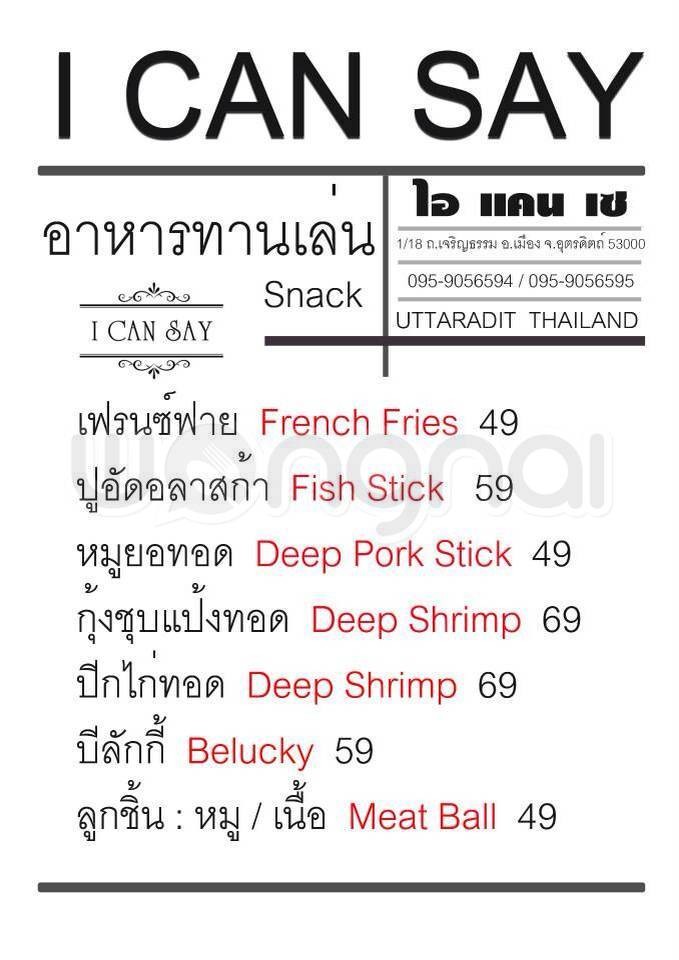 I CAN SAY
อาหารทานเล่น
Snack
I CAN SAY
ไอ แคน เซ
1/18 ถ.เจริญธรรม อ.เมือง จ.อุตรดิตถ์ 53000
095-9056594 / 095-9056595
UTTARADIT THAILAND
เฟรนซ์ฟาย French Fries 49
ปูอัดอลาสก้า Fish Stick 59
หมูยอทอด Deep Pork Stick 49
กุ้งชุบแป้งทอด Deep Shrimp 69
ปีกไก่ทอด Deep Shrimp 69
บีลักกี้ Belucky 59
ลูกชิ้น : หมู / เนื้อ Meat Ball 49
wongnai